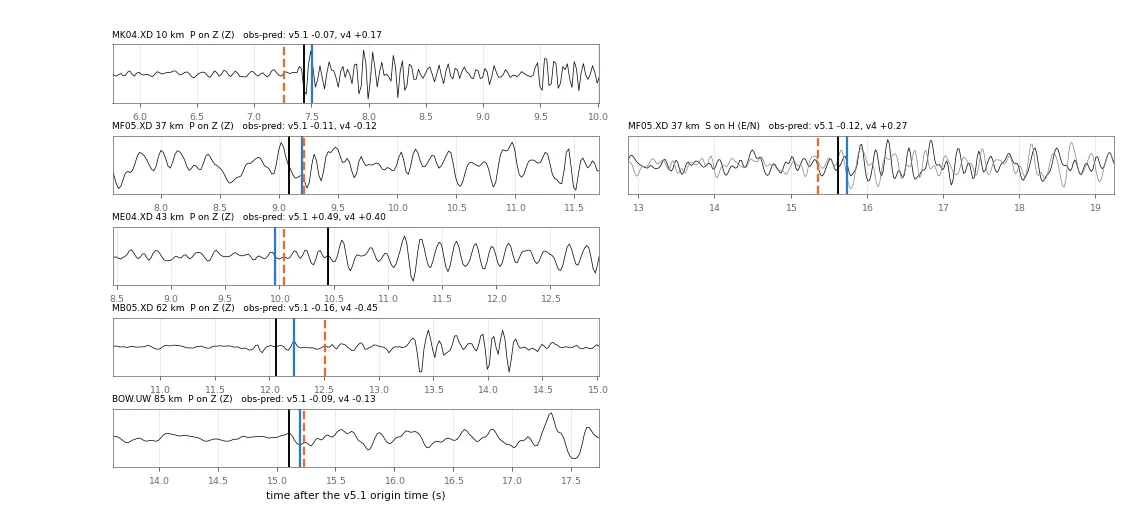 MK04.XD 10 km P on Z (Z) obs-pred: v5.1 -0.07, v4 +0.17
6.0 6.5 7.0 7.5 8.0 8.5 9.0 9.5 10.0
MF05.XD 37 km P on Z (Z) obs-pred: v5.1 -0.11, v4 -0.12
8.0 8.5 9.0 9.5 10.0 10.5 11.0 11.5
MF05.XD 37 km S on H (E/N) obs-pred: v5.1 -0.12, v4 +0.27
13 14 15 16 17 18 19
ME04.XD 43 km P on Z (Z) obs-pred: v5.1 +0.49, v4 +0.40
8.5 9.0 9.5 10.0 10.5 11.0 11.5 12.0 12.5
MB05.XD 62 km P on Z (Z) obs-pred: v5.1 -0.16, v4 -0.45
11.0 11.5 12.0 12.5 13.0 13.5 14.0 14.5 15.0
BOW.UW 85 km P on Z (Z) obs-pred: v5.1 -0.09, v4 -0.13
14.0 14.5 15.0 15.5 16.0 16.5 17.0 17.5
time after the v5.1 origin time (s)